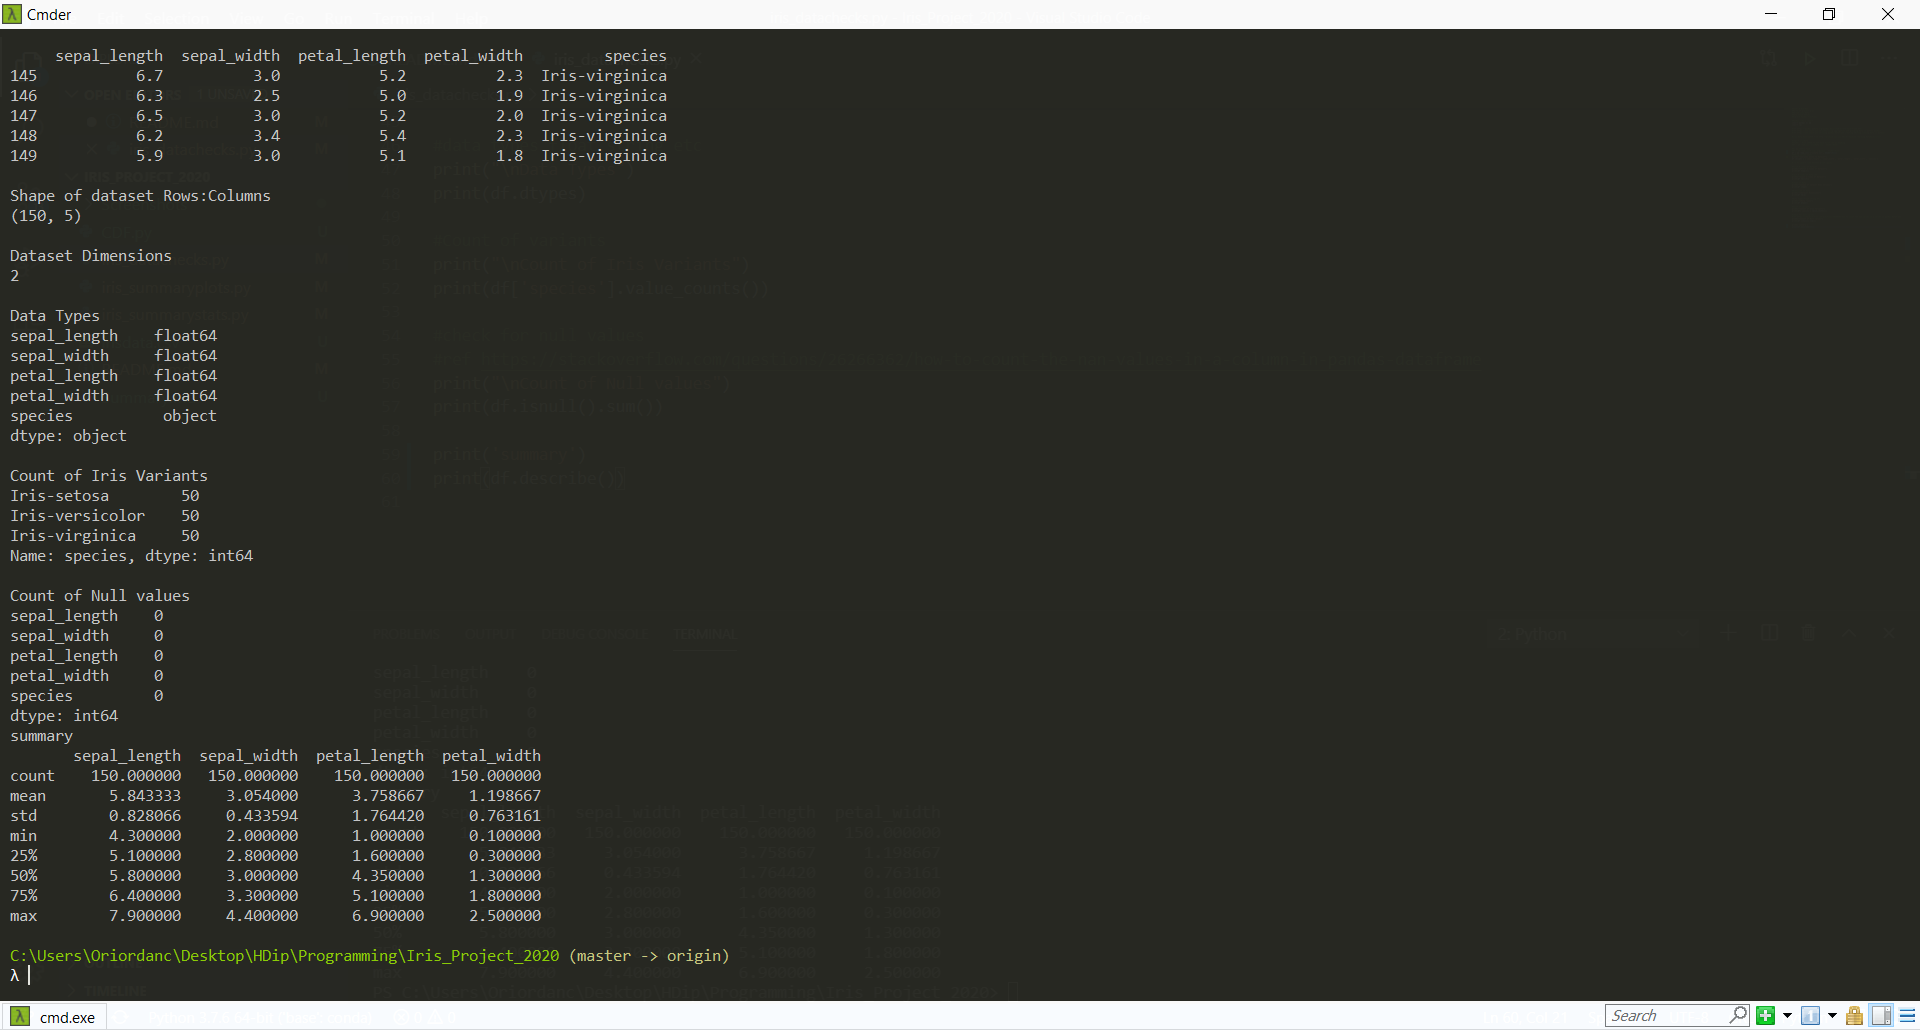 Cmder
sepal_length sepal_width petal_length petal_width species
145 6.7 3.0 5.2 2.3 Iris-virginica
146 6.3 2.5 5.0 1.9 Iris-virginica
147 6.5 3.0 5.2 2.0 Iris-virginica
148 6.2 3.4 5.4 2.3 Iris-virginica
149 5.9 3.0 5.1 1.8 Iris-virginica
Shape of dataset Rows:Columns
(150, 5)
Dataset Dimensions
2
Data Types
sepal_length float64
sepal_width float64
petal_length float64
petal_width float64
species object
dtype: object
Count of Iris Variants
Iris-setosa 50
Iris-versicolor 50
Iris-virginica 50
Name: species, dtype: int64
Count of Null values
sepal_length 0
sepal_width 0
petal_length 0
petal_width 0
species 0
dtype: int64
summary
sepal_length sepal_width petal_length petal_width
count 150.000000 150.000000 150.000000 150.000000
mean 5.843333 3.054000 3.758667 1.198667
std 0.828066 0.433594 1.764420 0.763161
min 4.300000 2.000000 1.000000 0.100000
25% 5.100000 2.800000 1.600000 0.300000
50% 5.800000 3.000000 4.350000 1.300000
75% 6.400000 3.300000 5.100000 1.800000
max 7.900000 4.400000 6.900000 2.500000
C:\Users\Oriordanc\Desktop\HDip\Programming\Iris_Project_2020 (master -> origin)
λ
cmd.exe
Search